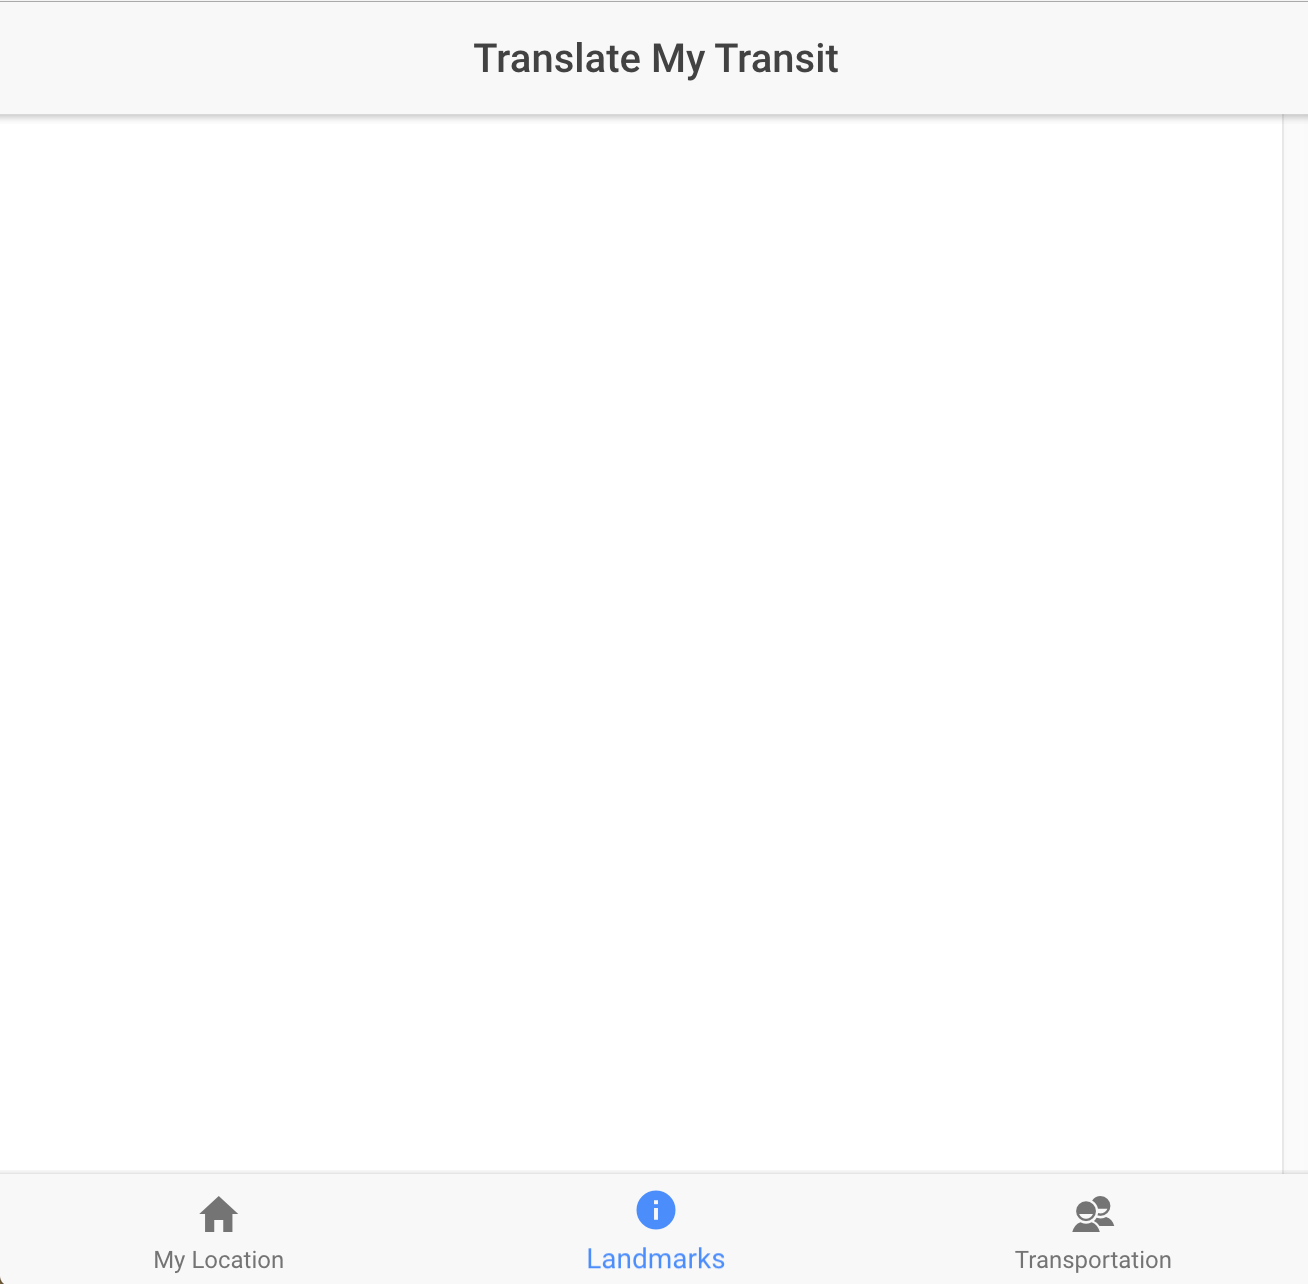 Translate My Transit
My Location
Landmarks
Transportation